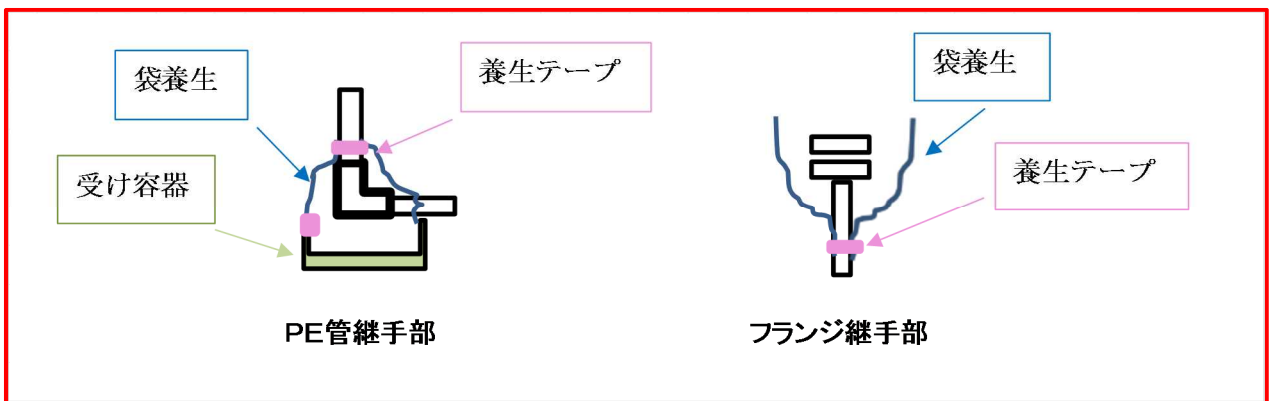 袋養生
養生テープ
受け容器
PE管継手部
袋養生
養生テープ
フランジ継手部